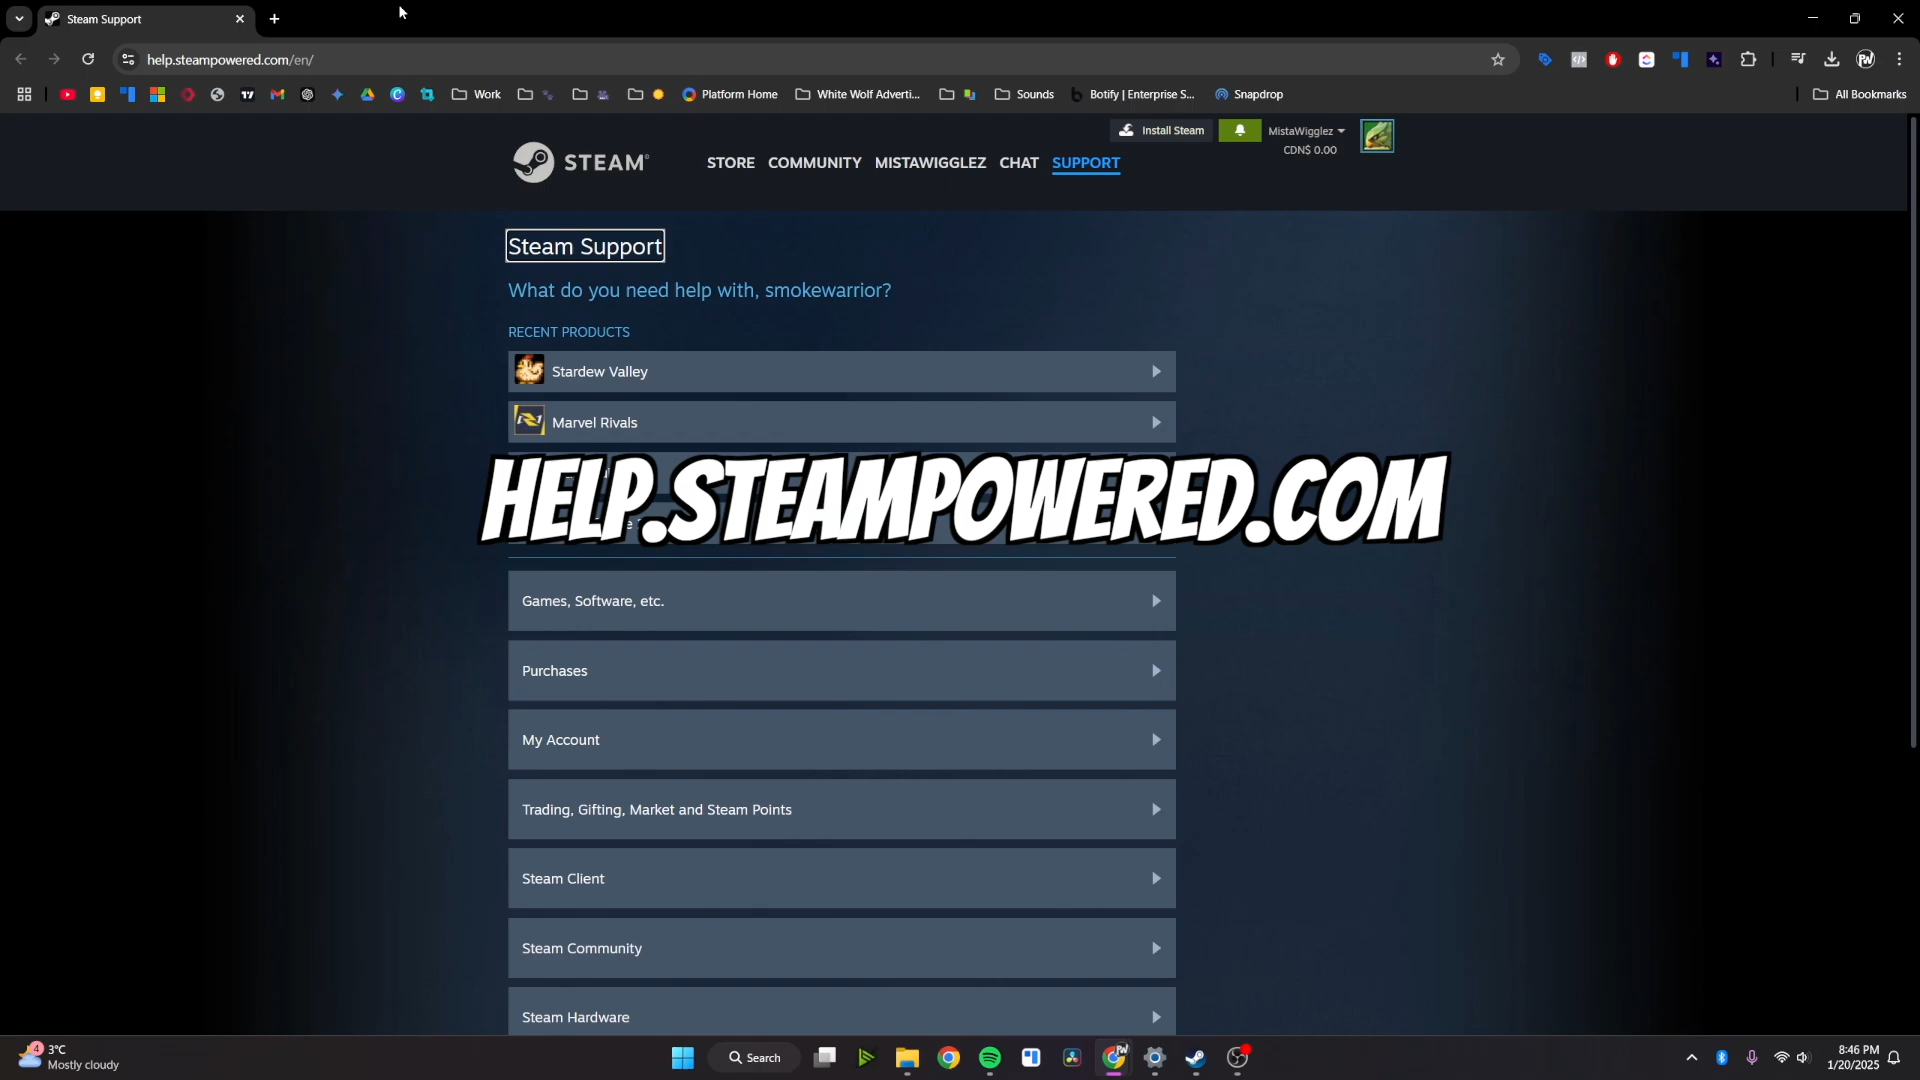 Steam Support
help.steampowered.com/en/
Work
Platform Home
White Wolf Adverti...
Sounds
Botify | Enterprise S...
Snapdrop
All Bookmarks
Install Steam
MistaWigglez
CDN$ 0.00
STEAM®
STORE COMMUNITY MISTAWIGGLEZ CHAT SUPPORT
Steam Support
What do you need help with, smokewarrior?
RECENT PRODUCTS
Stardew Valley
Marvel Rivals
HELP.STEAMPOWERED.COM
Games, Software, etc.
Purchases
My Account
Trading, Gifting, Market and Steam Points
Steam Client
Steam Community
Steam Hardware
4
3°C
Mostly cloudy
Search
8:46 PM
1/20/2025